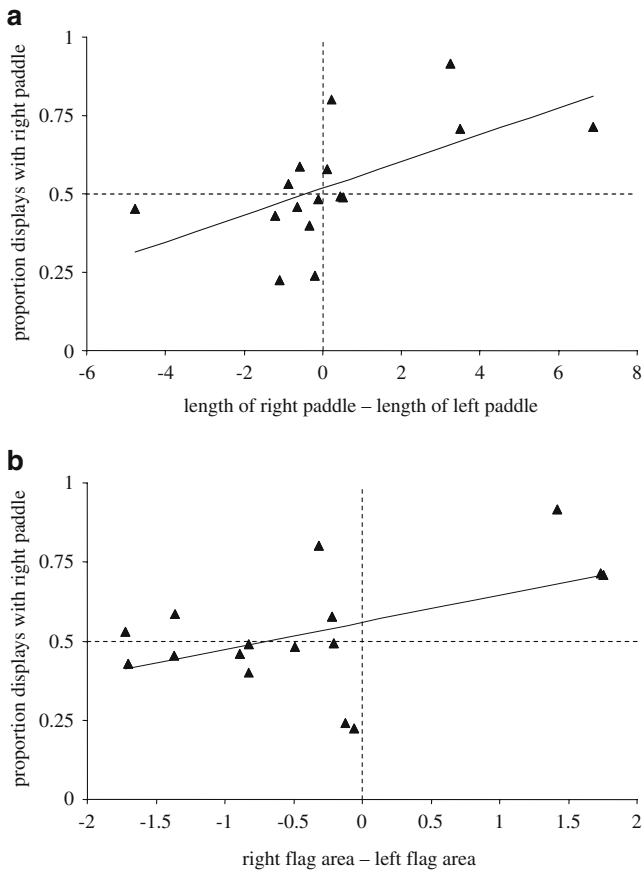 a
proportion displays with right paddle
1
0.75
0.5
0.25
0
-6 -4 -2 0 2 4 6 8
length of right paddle – length of left paddle
b
proportion displays with right paddle
1
0.75
0.5
0.25
0
-2 -1.5 -1 -0.5 0 0.5 1 1.5 2
right flag area – left flag area